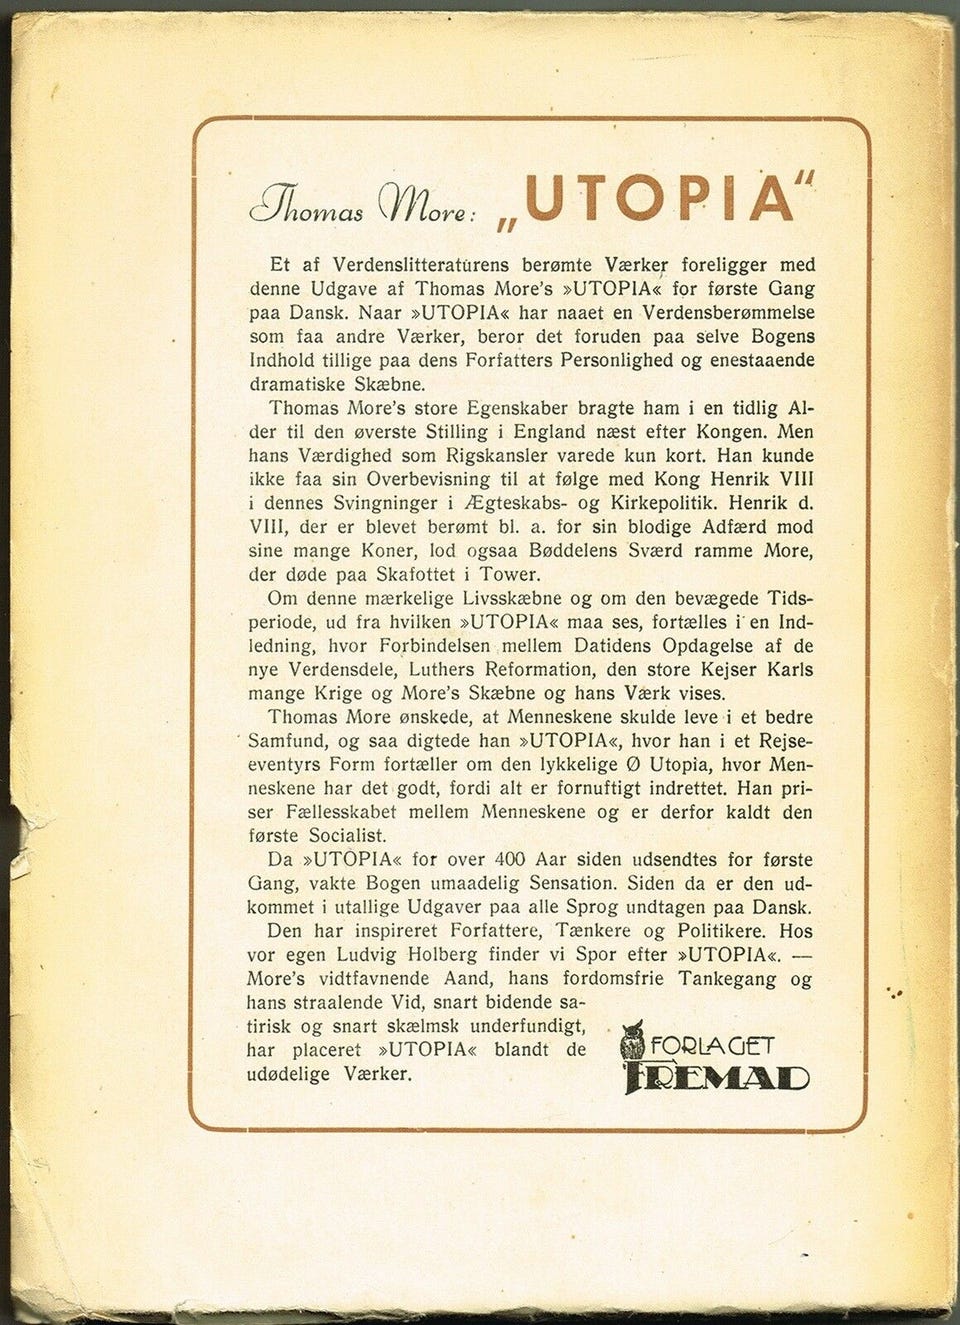 Thomas More: „UTOPIA“
Et af Verdenslitteraturens berømte Værker foreligger med
denne Udgave af Thomas More's »UTOPIA« for første Gang
paa Dansk. Naar »UTOPIA« har naaet en Verdensberømmelse
som faa andre Værker, beror det foruden paa selve Bogens
Indhold tillige paa dens Forfatters Personlighed og enestaaende
dramatiske Skæbne.
Thomas More's store Egenskaber bragte ham i en tidlig Al-
der til den øverste Stilling i England næst efter Kongen. Men
hans Værdighed som Rigskansler varede kun kort. Han kunde
ikke faa sin Overbevisning til at følge med Kong Henrik VIII
i dennes Svingninger i Ægteskabs- og Kirkepolitik. Henrik d.
VIII, der er blevet berømt bl. a. for sin blodige Adfærd mod
sine mange Koner, lod ogsaa Bøddelens Sværd ramme More,
der døde paa Skafottet i Tower.
Om denne mærkelige Livsskæbne og om den bevægede Tids-
periode, ud fra hvilken »UTOPIA« maa ses, fortælles i en Ind-
ledning, hvor Forbindelsen mellem Datidens Opdagelse af de
nye Verdensdele, Luthers Reformation, den store Kejser Karls
mange Krige og More's Skæbne og hans Værk vises.
Thomas More ønskede, at Menneskene skulde leve i et bedre
Samfund, og saa digtede han »UTOPIA«, hvor han i et Rejse-
eventyrs Form fortæller om den lykkelige Ø Utopia, hvor Men-
neskene har det godt, fordi alt er fornuftigt indrettet. Han pri-
ser Fællesskabet mellem Menneskene og er derfor kaldt den
første Socialist.
Da »UTOPIA« for over 400 Aar siden udsendtes for første
Gang, vakte Bogen umaadelig Sensation. Siden da er den ud-
kommet i utallige Udgaver paa alle Sprog undtagen paa Dansk.
Den har inspireret Forfattere, Tænkere og Politikere. Hos
vor egen Ludvig Holberg finder vi Spor efter »UTOPIA«. —
More's vidtfavnende Aand, hans fordomsfrie Tankegang og
hans straalende Vid, snart bidende sa-
tirisk og snart skælmsk underfundigt,
har placeret »UTOPIA« blandt de
udødelige Værker.
FORLAGET
FREMAD